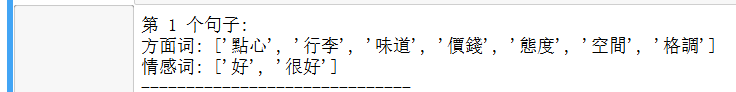 第 1 个句子:
方面词: ['點心', '行李', '味道', '價錢', '態度', '空間', '格調']
情感词: ['好', '很好']
------------------------------